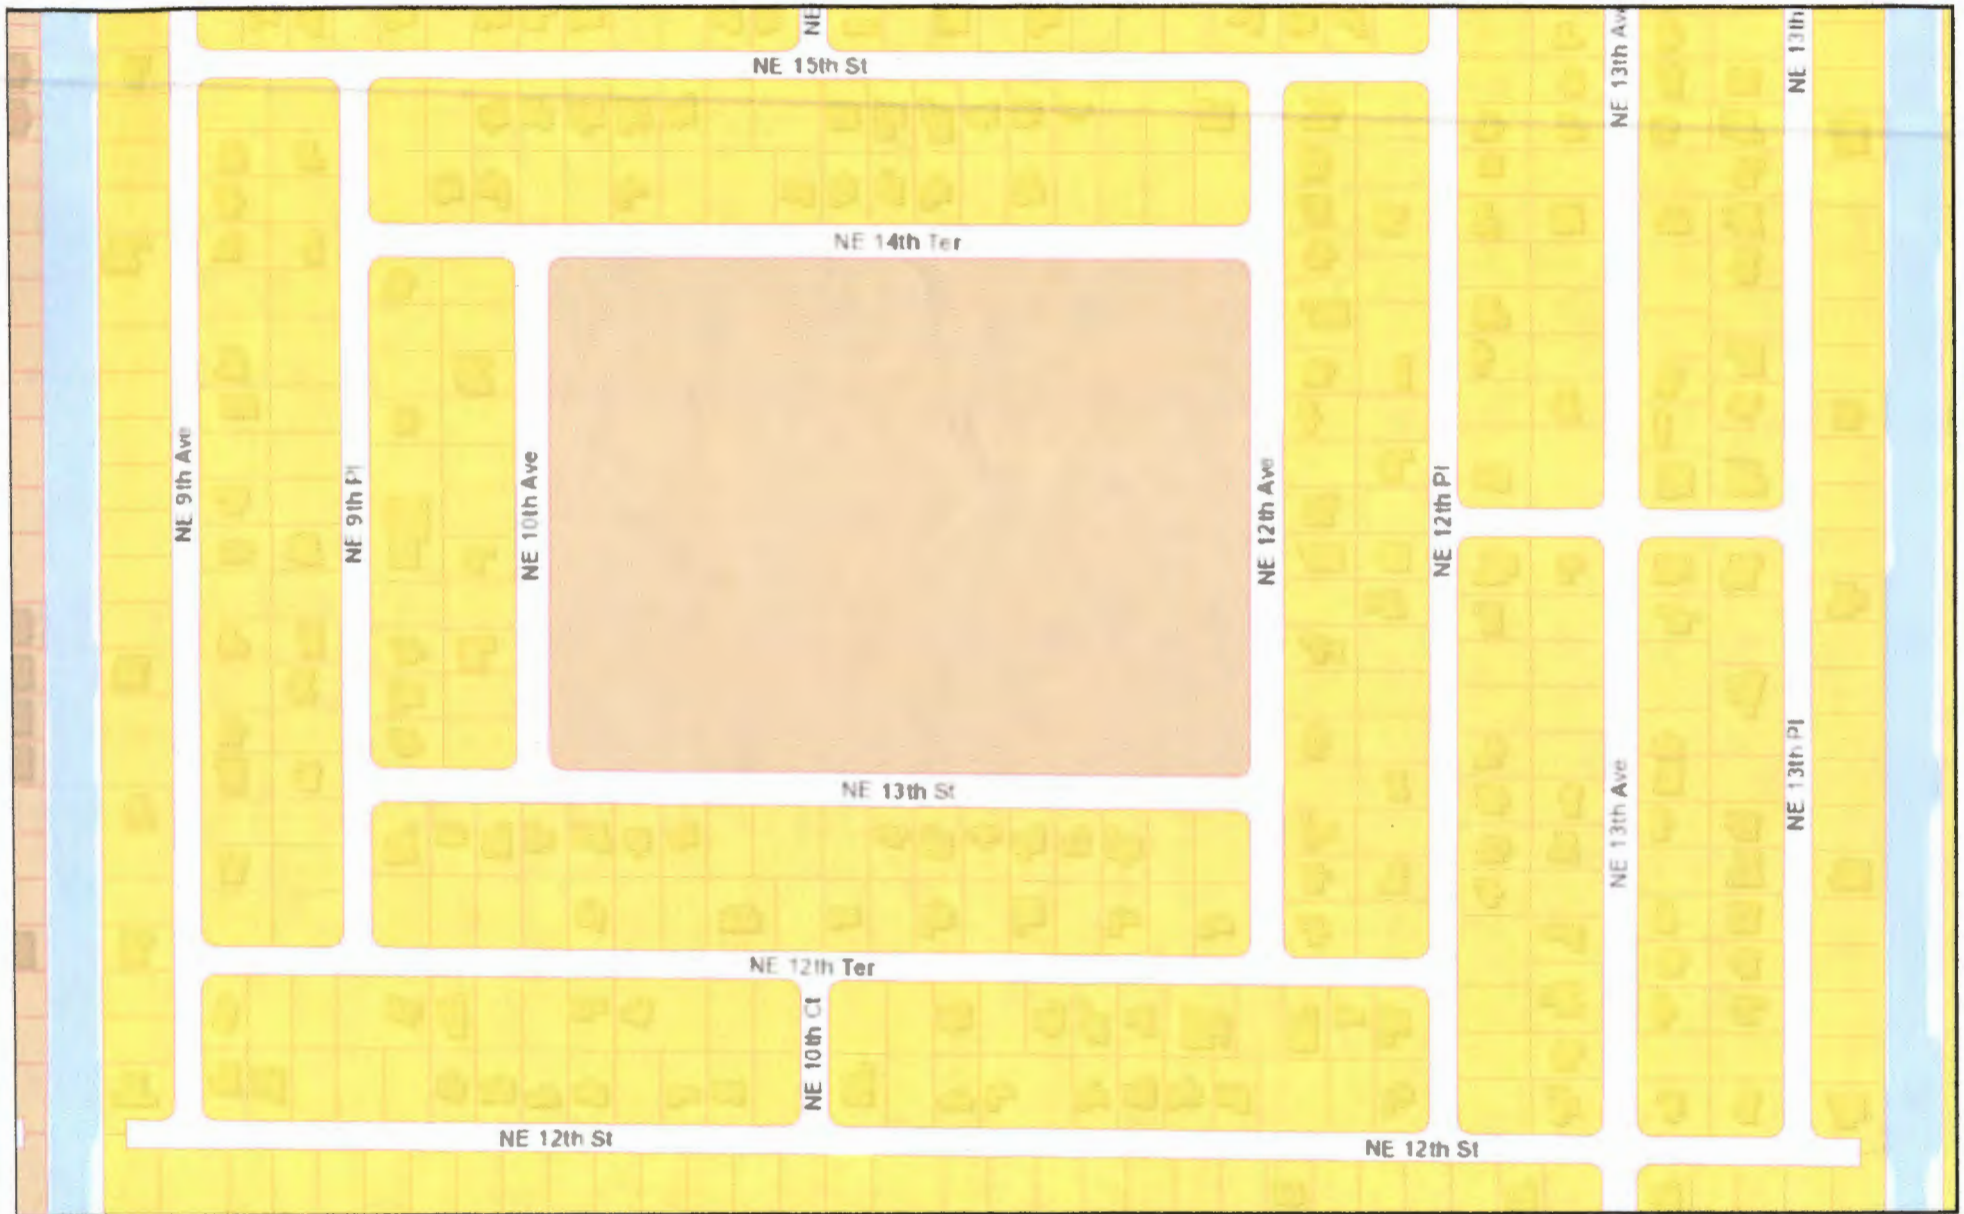 NE
NE 13th Ave
NE 13th
NE 15th St
NE 14th Ter
NE 9th Ave
NE 9th Pl
NE 10th Ave
NE 12th Ave
NE 12th Pl
NE 13th St
NE 13th Ave
NE 13th Pl
NE 12th Ter
NE 10th Ct
NE 12th St
NE 12th St